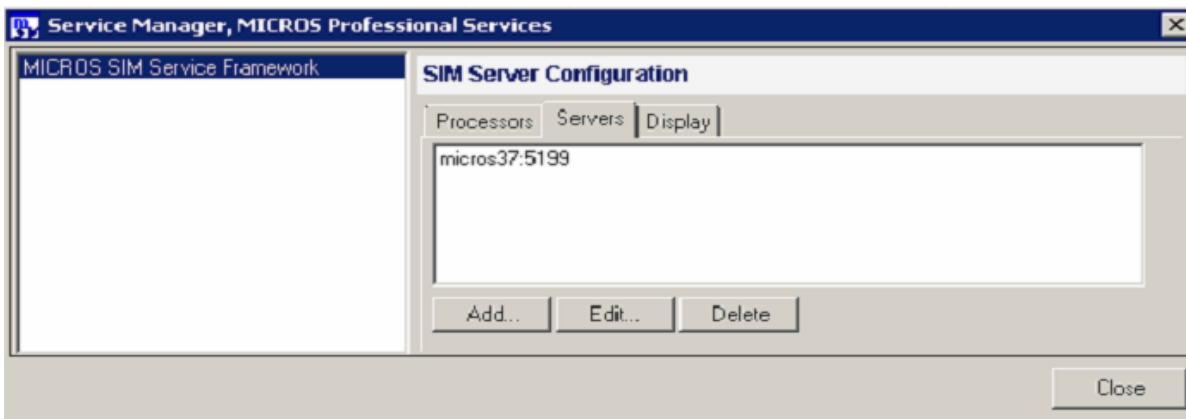 Service Manager, MICROS Professional Services
MICROS SIM Service Framework
SIM Server Configuration
Processors Servers Display
micros37:5199
Add... Edit... Delete
Close